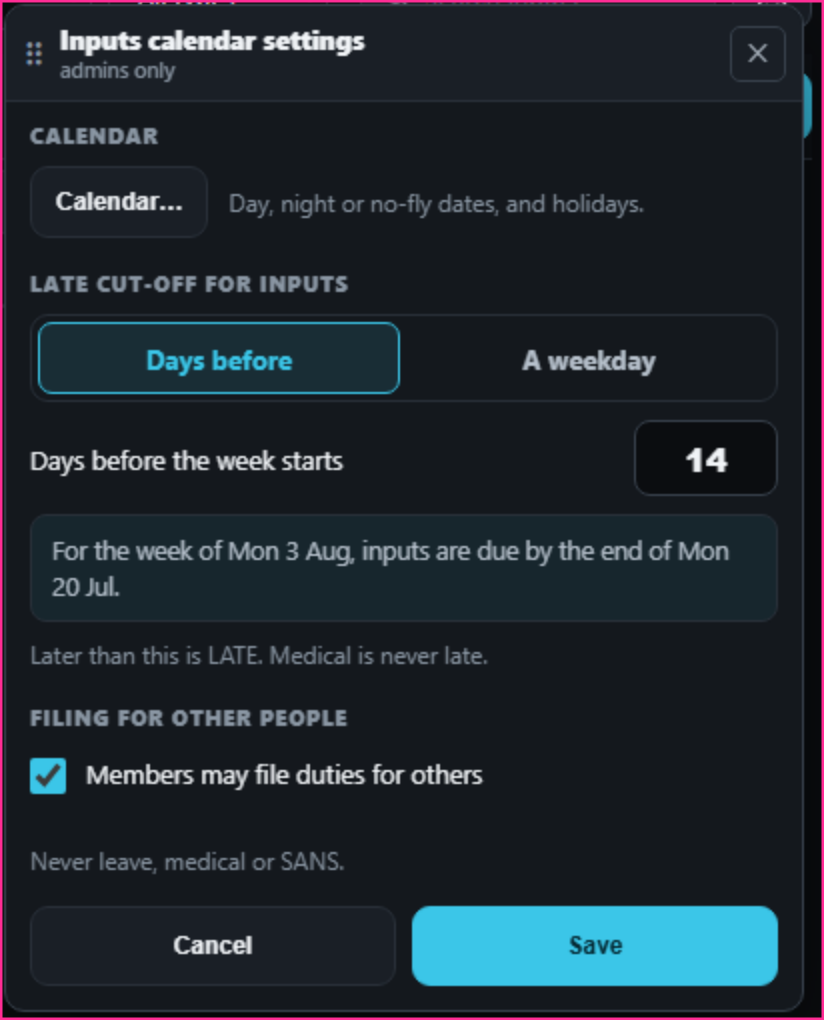 Inputs calendar settings
admins only
CALENDAR
Calendar...
Day, night or no-fly dates, and holidays.
LATE CUT-OFF FOR INPUTS
Days before
A weekday
Days before the week starts
14
For the week of Mon 3 Aug, inputs are due by the end of Mon
20 Jul.
Later than this is LATE. Medical is never late.
FILING FOR OTHER PEOPLE
Members may file duties for others
Never leave, medical or SANS.
Cancel
Save